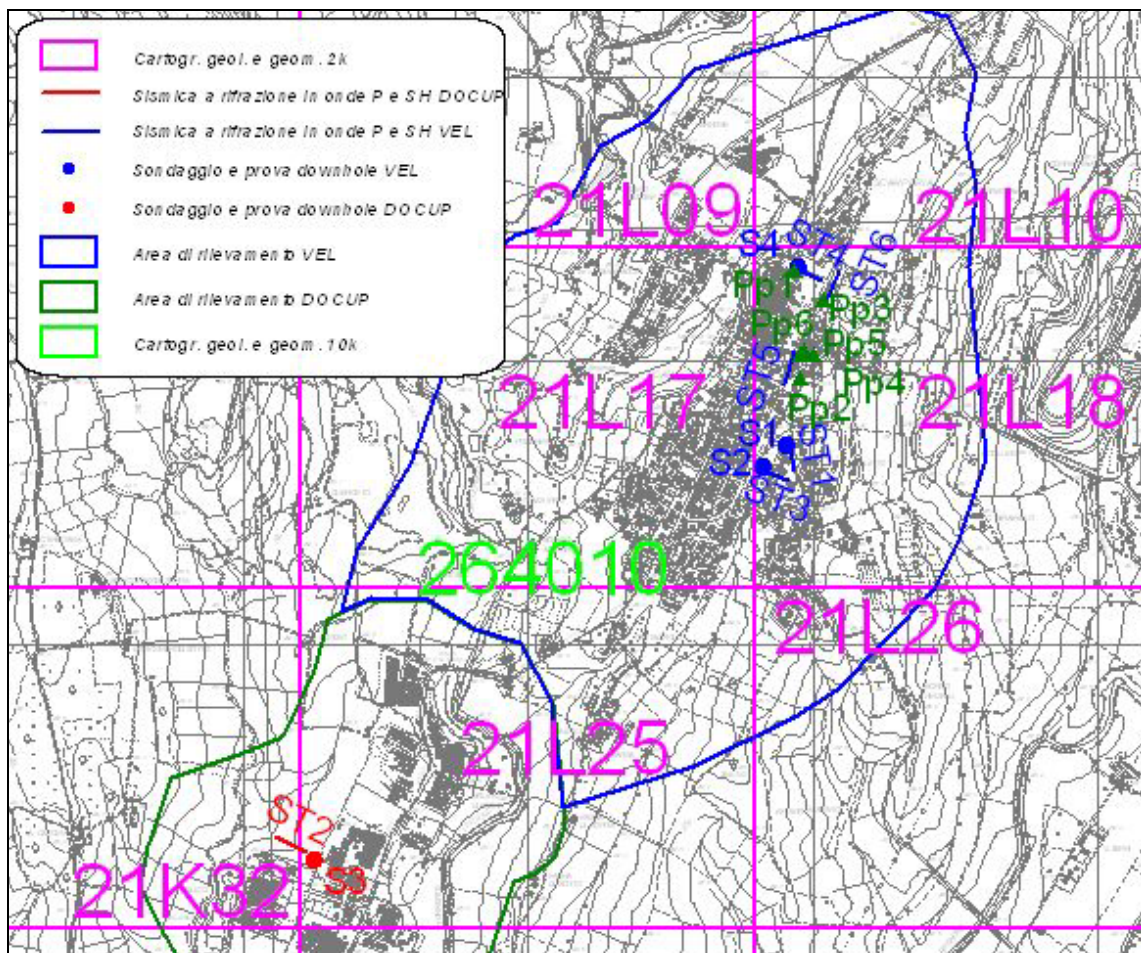 Cartogr. geol. e geom. 2k
Sismica a rifrazione in onde P e SH DOCUP
Sismica a rifrazione in onde P e SH VEL
Sondaggio e prova downhole VEL
Sondaggio e prova downhole DOCUP
Area di rilevamento VEL
Area di rilevamento DOCUP
Cartogr. geol. e geom. 10k
21L09
21L10
S4
ST4
ST6
Pp1
Pp3
Pp6
Pp5
ST5
Pp4
21L17
21L18
Pp2
S1
ST1
S2
ST3
264010
21L26
21L25
ST2
S3
21K32